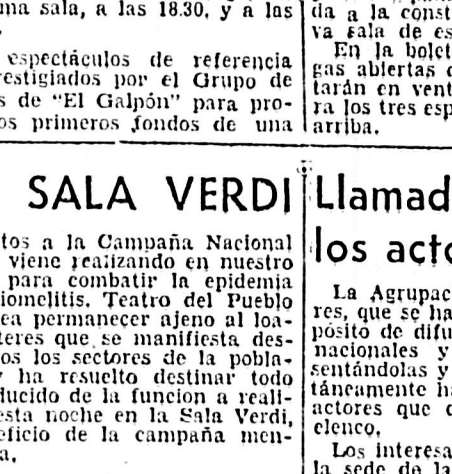 ma sala, a las 18.30, y a las
espectáculos de referencia
restigiados por el Grupo de
s de "El Galpón" para pro-
os primeros fondos de una
da a la const
va sala de es
En la bolet
gas abiertas
tarán en vent
ra los tres esp
arriba.
SALA VERDI
tos a la Campaña Nacional
viene realizando en nuestro
para combatir la epidemia
iomelitis. Teatro del Pueblo
ea permanecer ajeno al loa-
teres que se manifiesta des-
os los sectores de la pobla-
y ha resuelto destinar todo
ducido de la funcion a reali-
esta noche en la Sala Verdi,
eficio de la campaña men-
a.
Llamad
los acto
La Agrupac
res, que se ha
pósito de difu
nacionales y
sentándolas y
táneamente h
actores que
elenco.
Los interesa
la sede de la